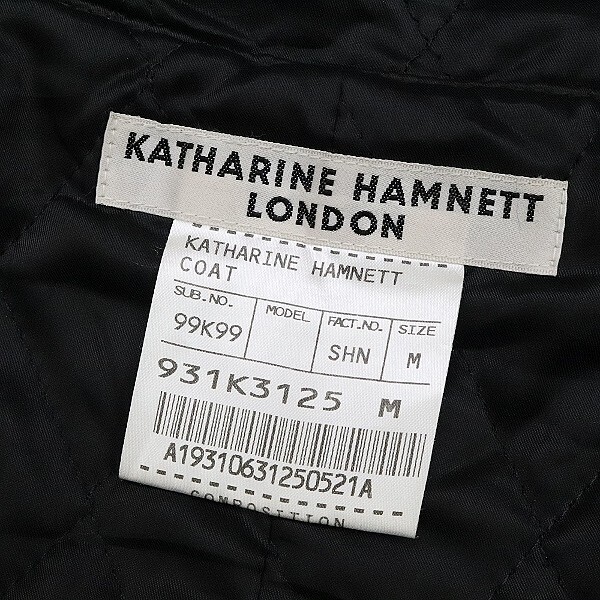 KATHARINE HAMNETT
LONDON
KATHARINE HAMNETT
COAT
SUB.NO. MODEL FACT.NO. SIZE
99K99 SHN M
931K3125 M
A19310631250521A
COMPOSITION